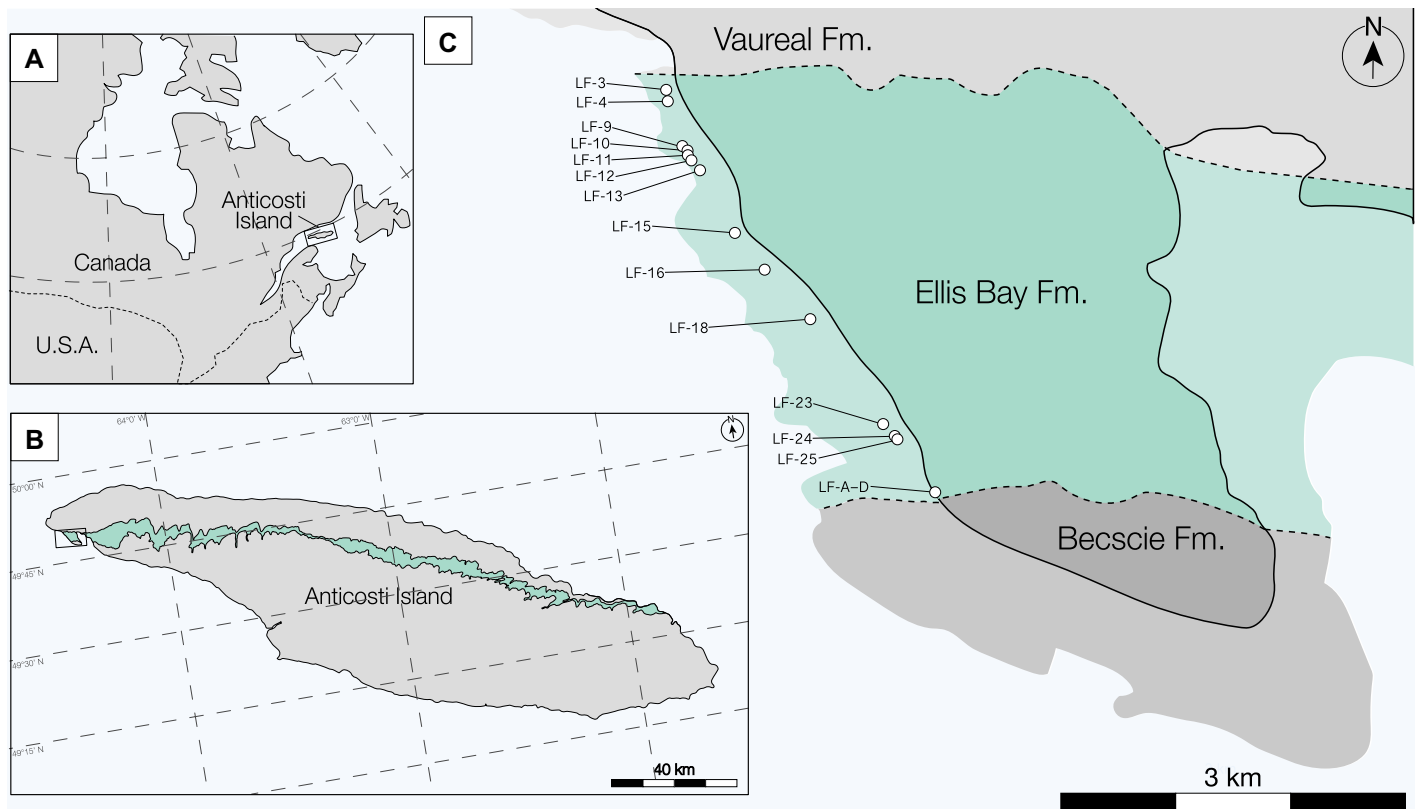 A
Anticosti
Island
Canada
U.S.A.
B
N
64°0' W
63°0' W
50°00' N
49°45' N
49°30' N
49°15' N
Anticosti Island
40 km
C
N
Vaureal Fm.
LF-3
LF-4
LF-9
LF-10
LF-11
LF-12
LF-13
LF-15
LF-16
LF-18
Ellis Bay Fm.
LF-23
LF-24
LF-25
LF-A–D
Becscie Fm.
3 km